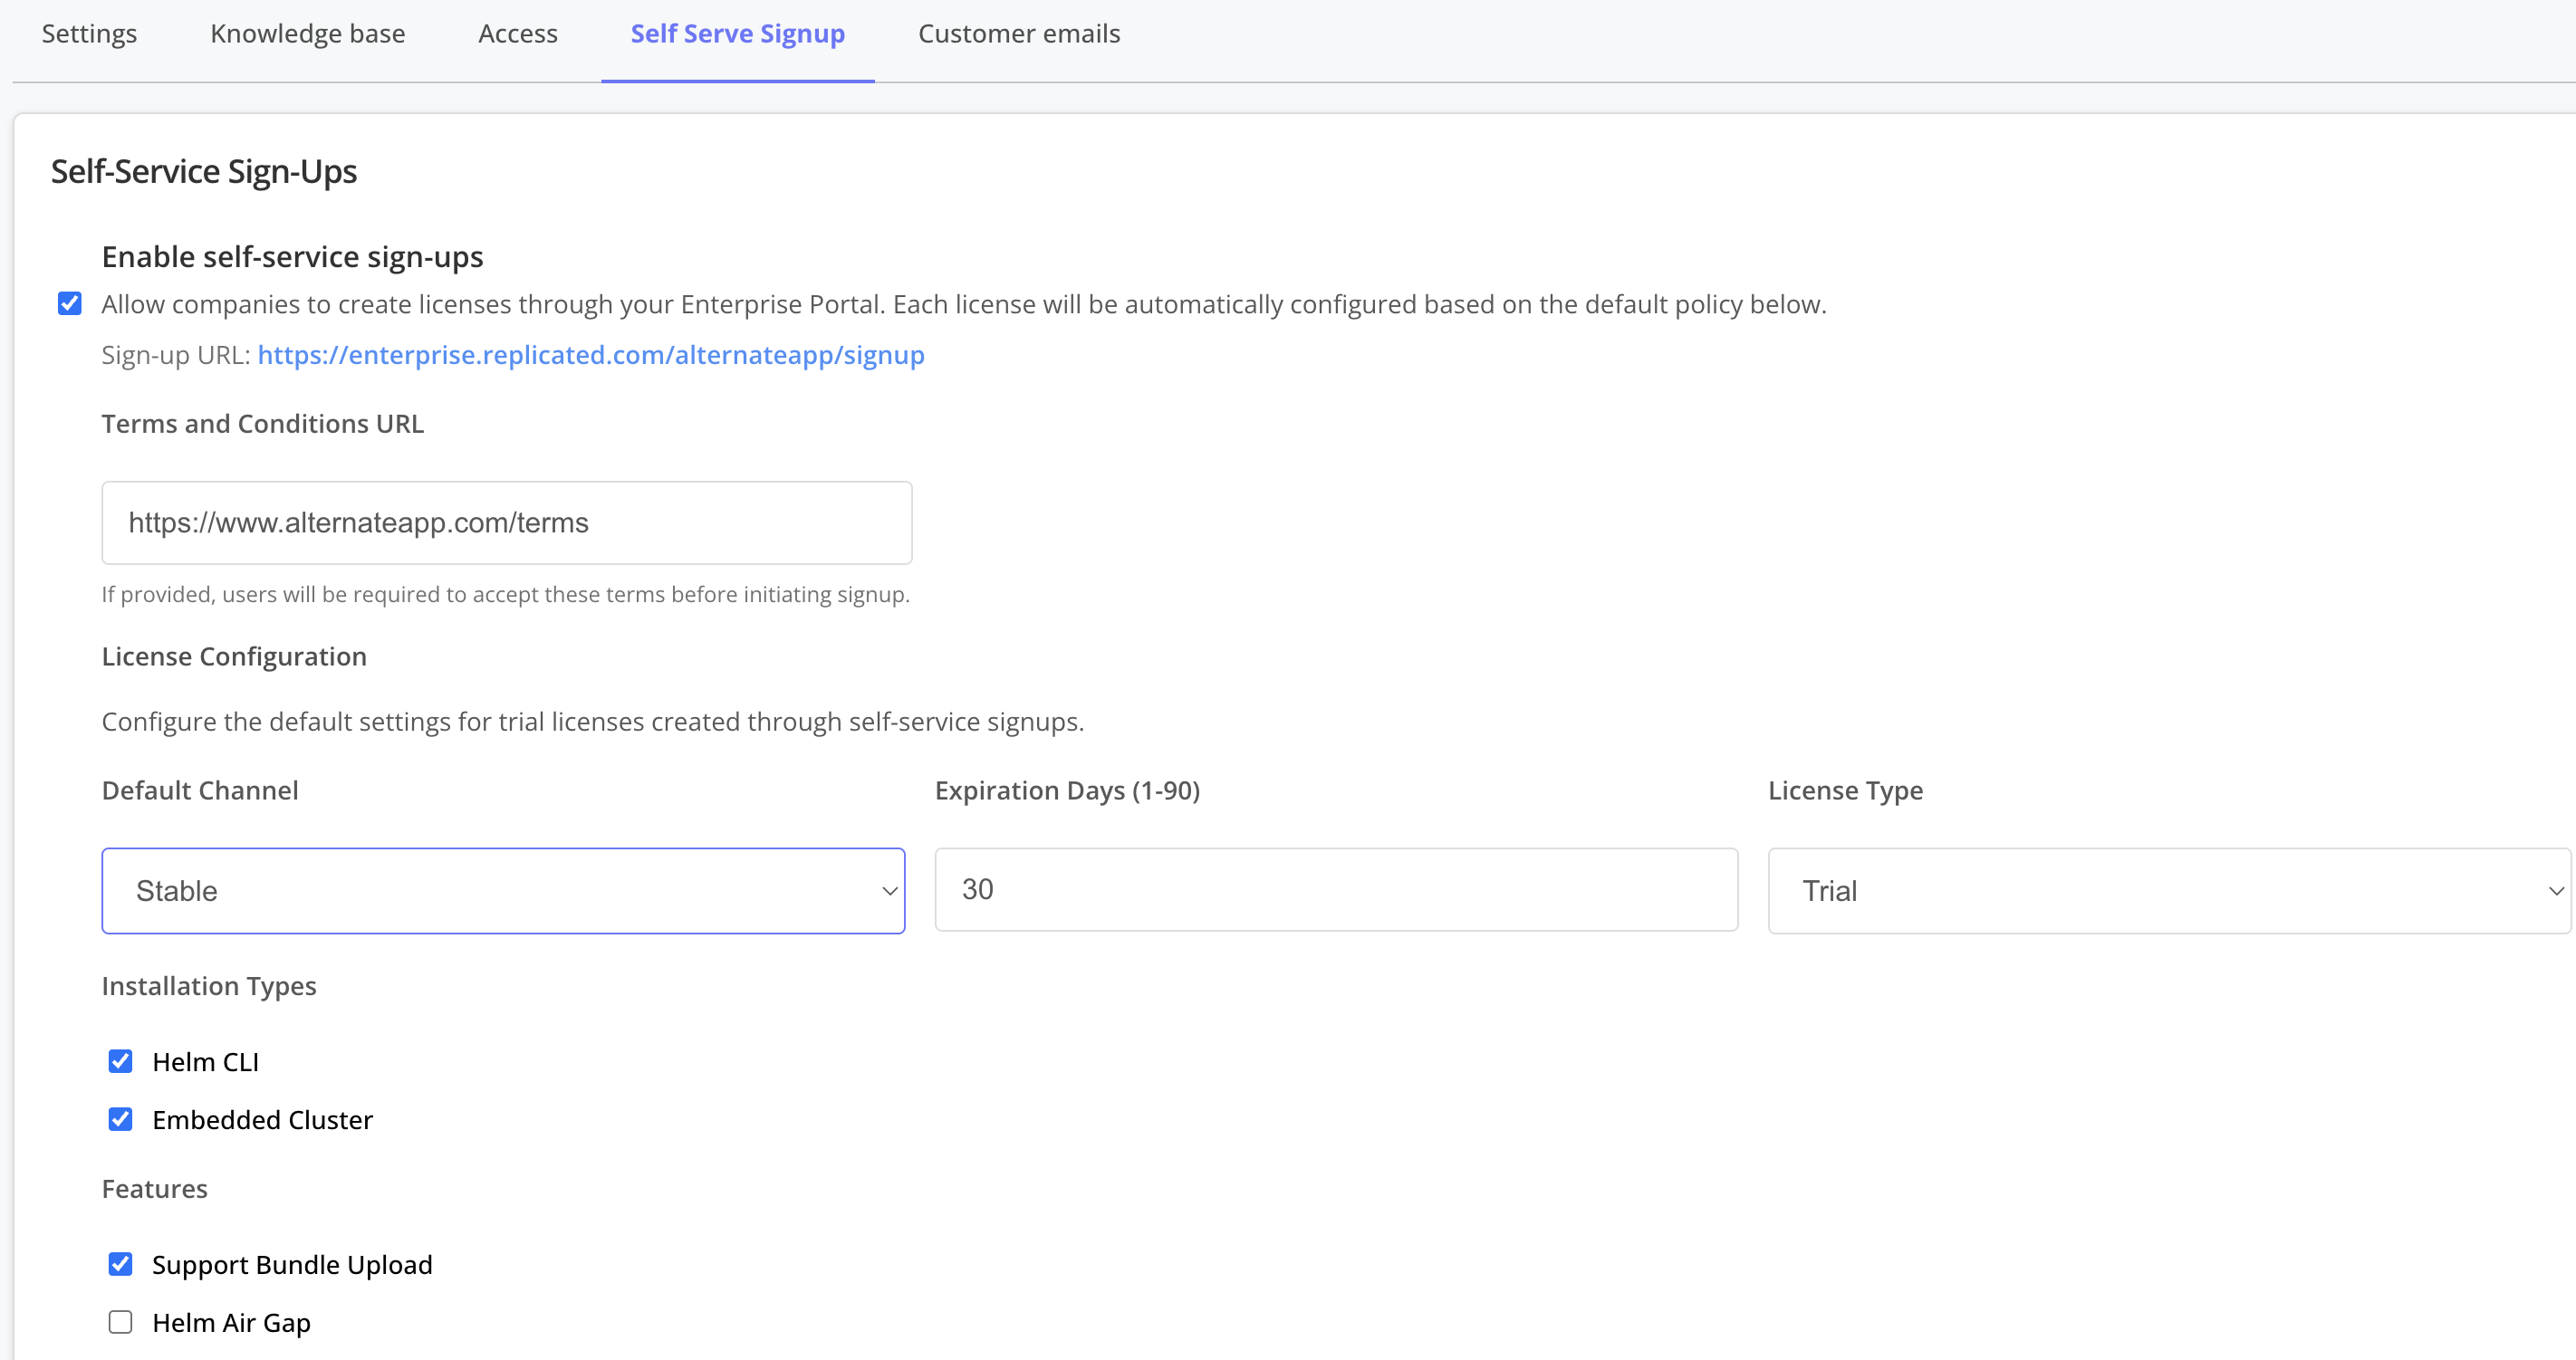 Settings Knowledge base Access Self Serve Signup Customer emails
Self-Service Sign-Ups
Enable self-service sign-ups
Allow companies to create licenses through your Enterprise Portal. Each license will be automatically configured based on the default policy below.
Sign-up URL: https://enterprise.replicated.com/alternateapp/signup
Terms and Conditions URL
https://www.alternateapp.com/terms
If provided, users will be required to accept these terms before initiating signup.
License Configuration
Configure the default settings for trial licenses created through self-service signups.
Default Channel Expiration Days (1-90) License Type
Stable 30 Trial
Installation Types
Helm CLI
Embedded Cluster
Features
Support Bundle Upload
Helm Air Gap